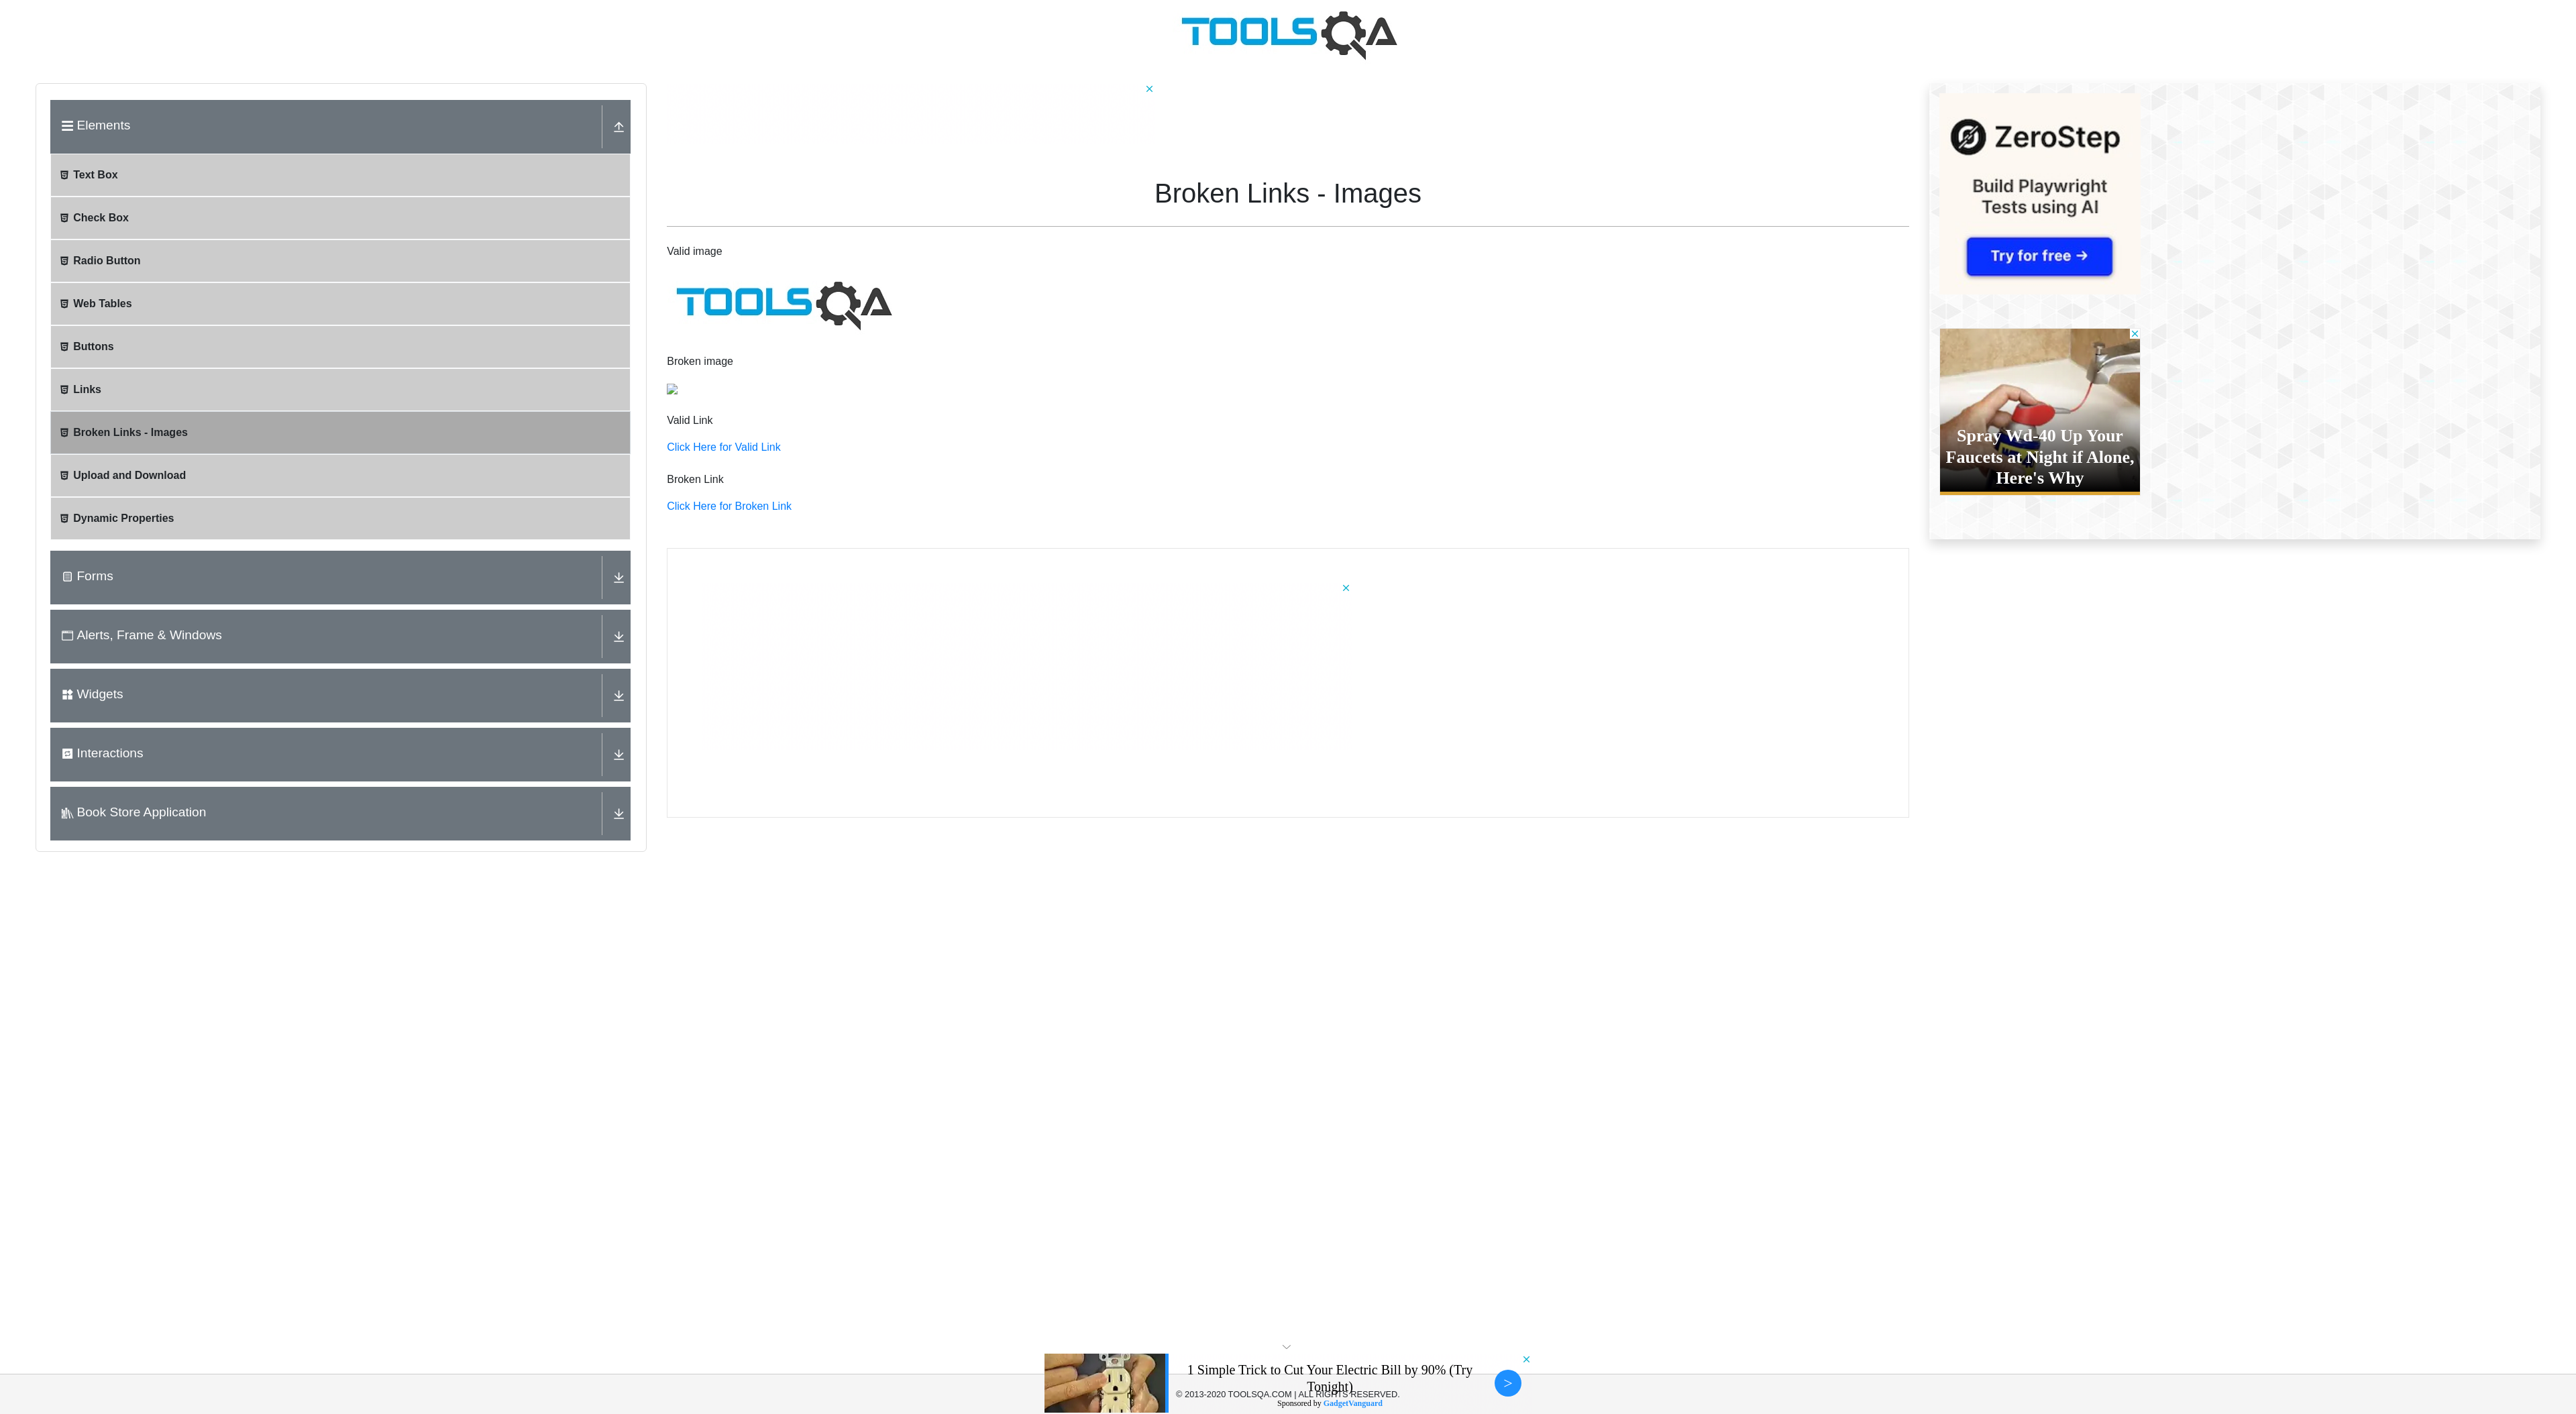 TOOLSQA
Elements
Text Box
Check Box
Radio Button
Web Tables
Buttons
Links
Broken Links - Images
Upload and Download
Dynamic Properties
Forms
Alerts, Frame & Windows
Widgets
Interactions
Book Store Application
Broken Links - Images
Valid image
TOOLSQA
Broken image
Valid Link
Click Here for Valid Link
Broken Link
Click Here for Broken Link
ZeroStep
Build Playwright
Tests using AI
Try for free →
Spray Wd-40 Up Your
Faucets at Night if Alone,
Here's Why
1 Simple Trick to Cut Your Electric Bill by 90% (Try
Tonight)
© 2013-2020 TOOLSQA.COM | ALL RIGHTS RESERVED.
Sponsored by GadgetVanguard